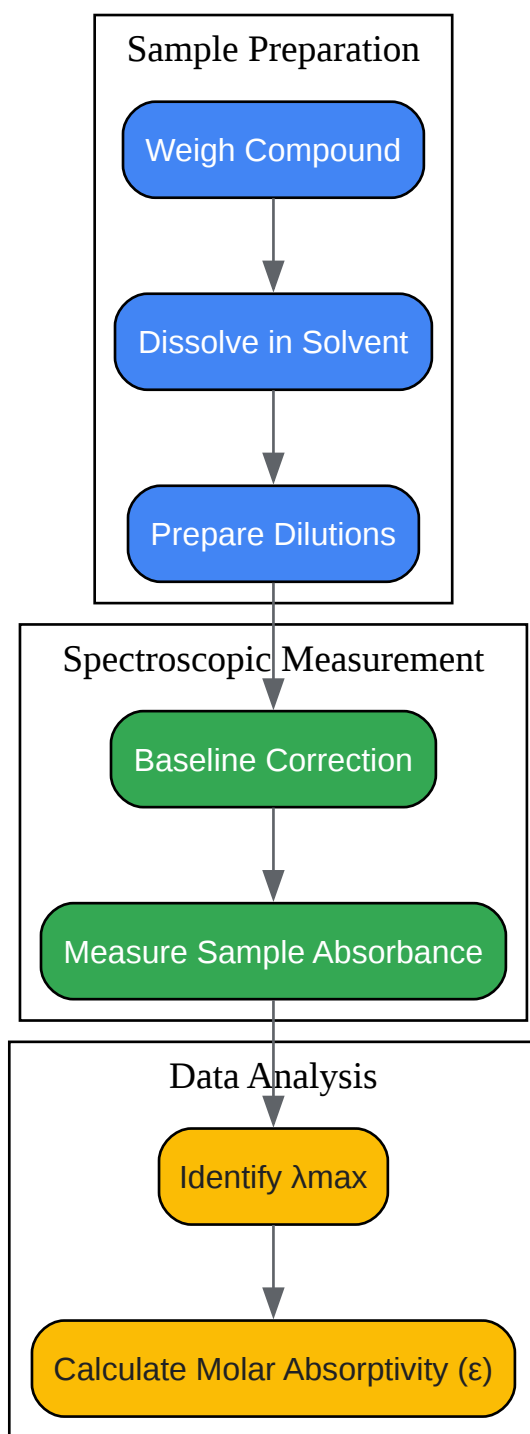 Sample Preparation
Weigh Compound
Dissolve in Solvent
Prepare Dilutions
Spectroscopic Measurement
Baseline Correction
Measure Sample Absorbance
Data Analysis
Identify λmax
Calculate Molar Absorptivity (ε)